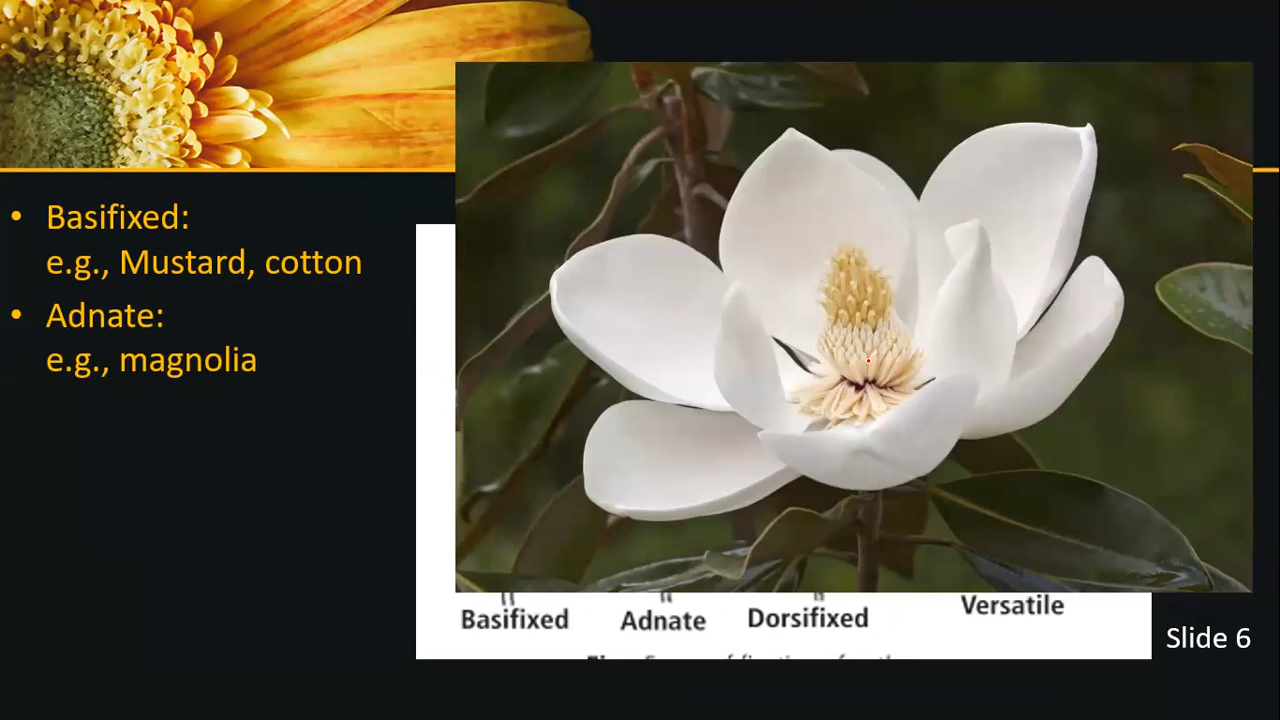 • Basifixed:
e.g., Mustard, cotton
• Adnate:
e.g., magnolia
Basifixed Adnate Dorsifixed Versatile
Slide 6